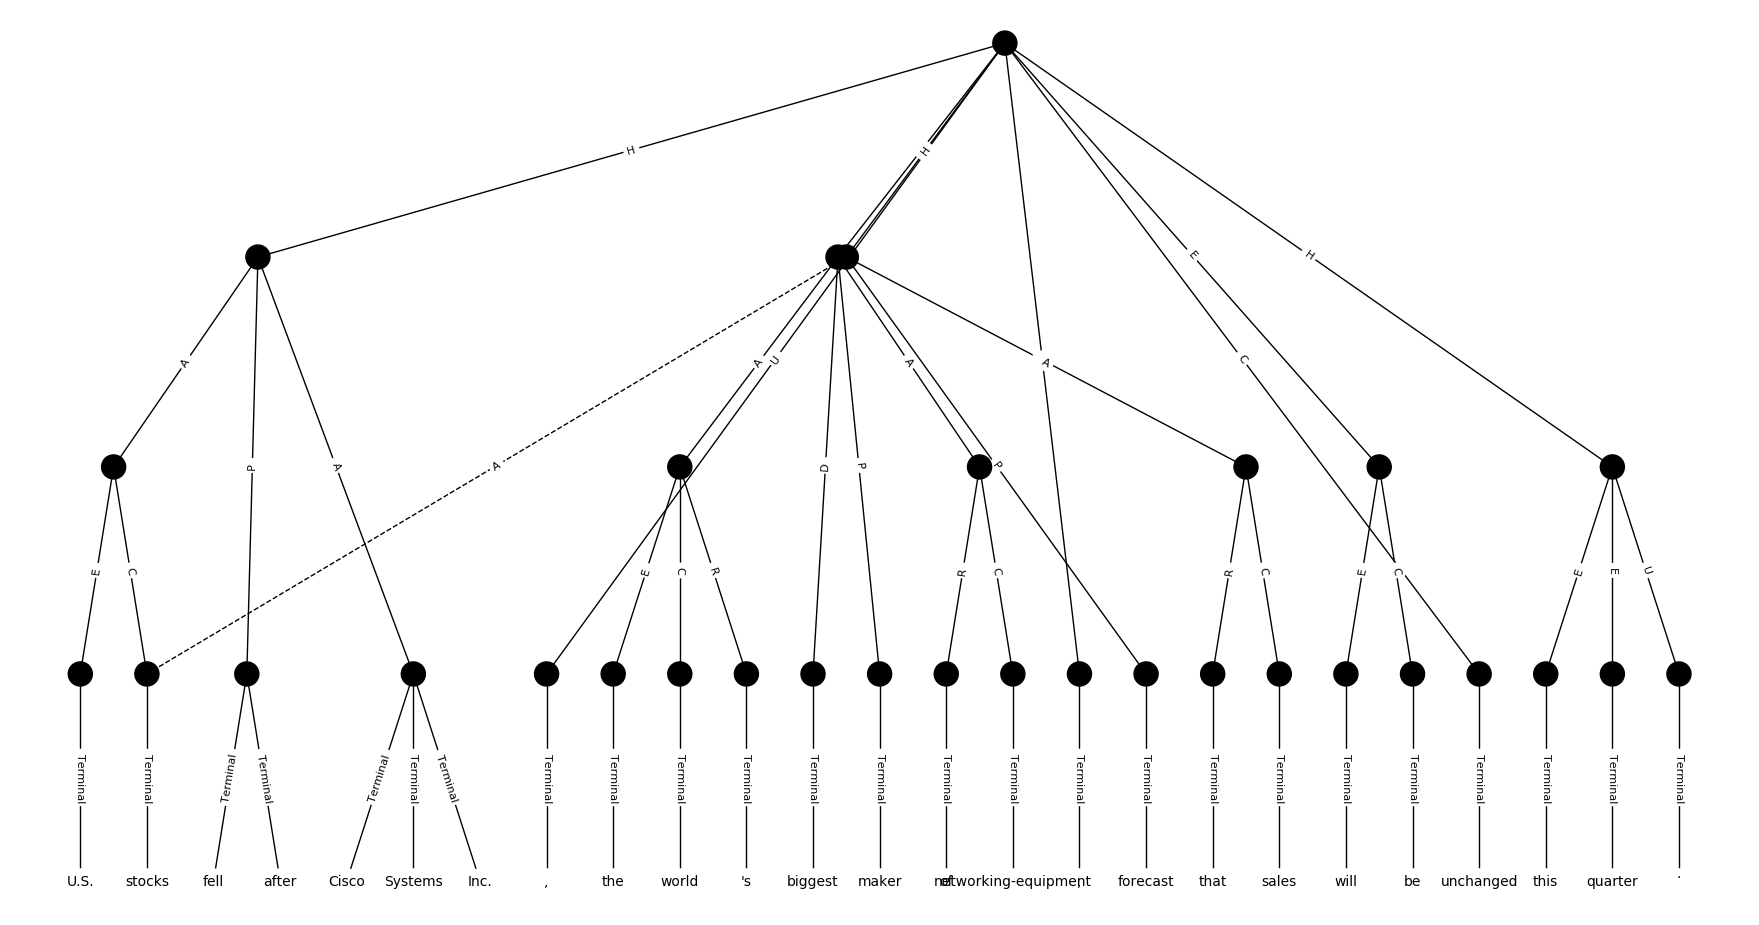 H
H
E H
A A U A A C
P A A D P P
E C E C R R C R C E C E E U
Terminal Terminal Terminal Terminal Terminal Terminal Terminal Terminal Terminal Terminal Terminal Terminal Terminal Terminal Terminal Terminal Terminal Terminal Terminal Terminal Terminal Terminal Terminal Terminal Terminal
U.S. stocks fell after Cisco Systems Inc. , the world 's biggest maker of networking-equipment , forecast that sales will be unchanged this quarter .